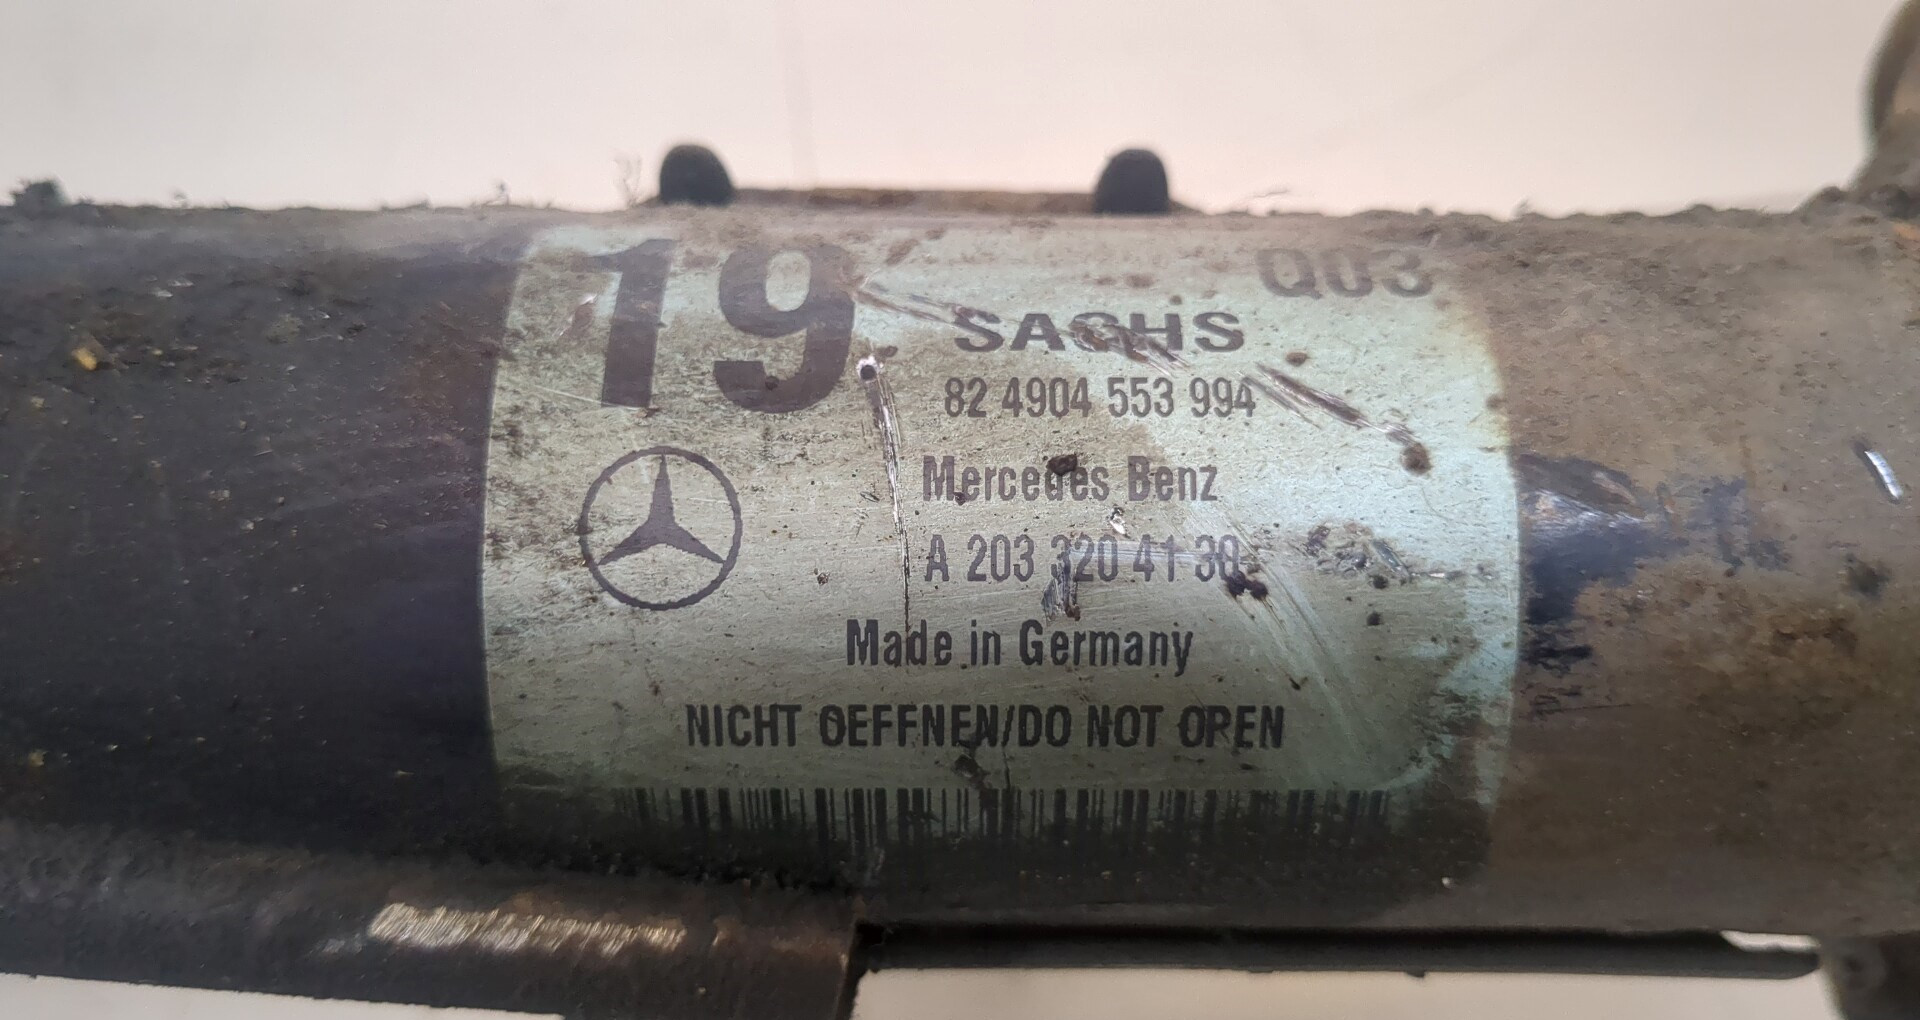 19
Q03
SACHS
82 4904 553 994
Mercedes Benz
A 203 320 41 30
Made in Germany
NICHT OEFFNEN/DO NOT OPEN